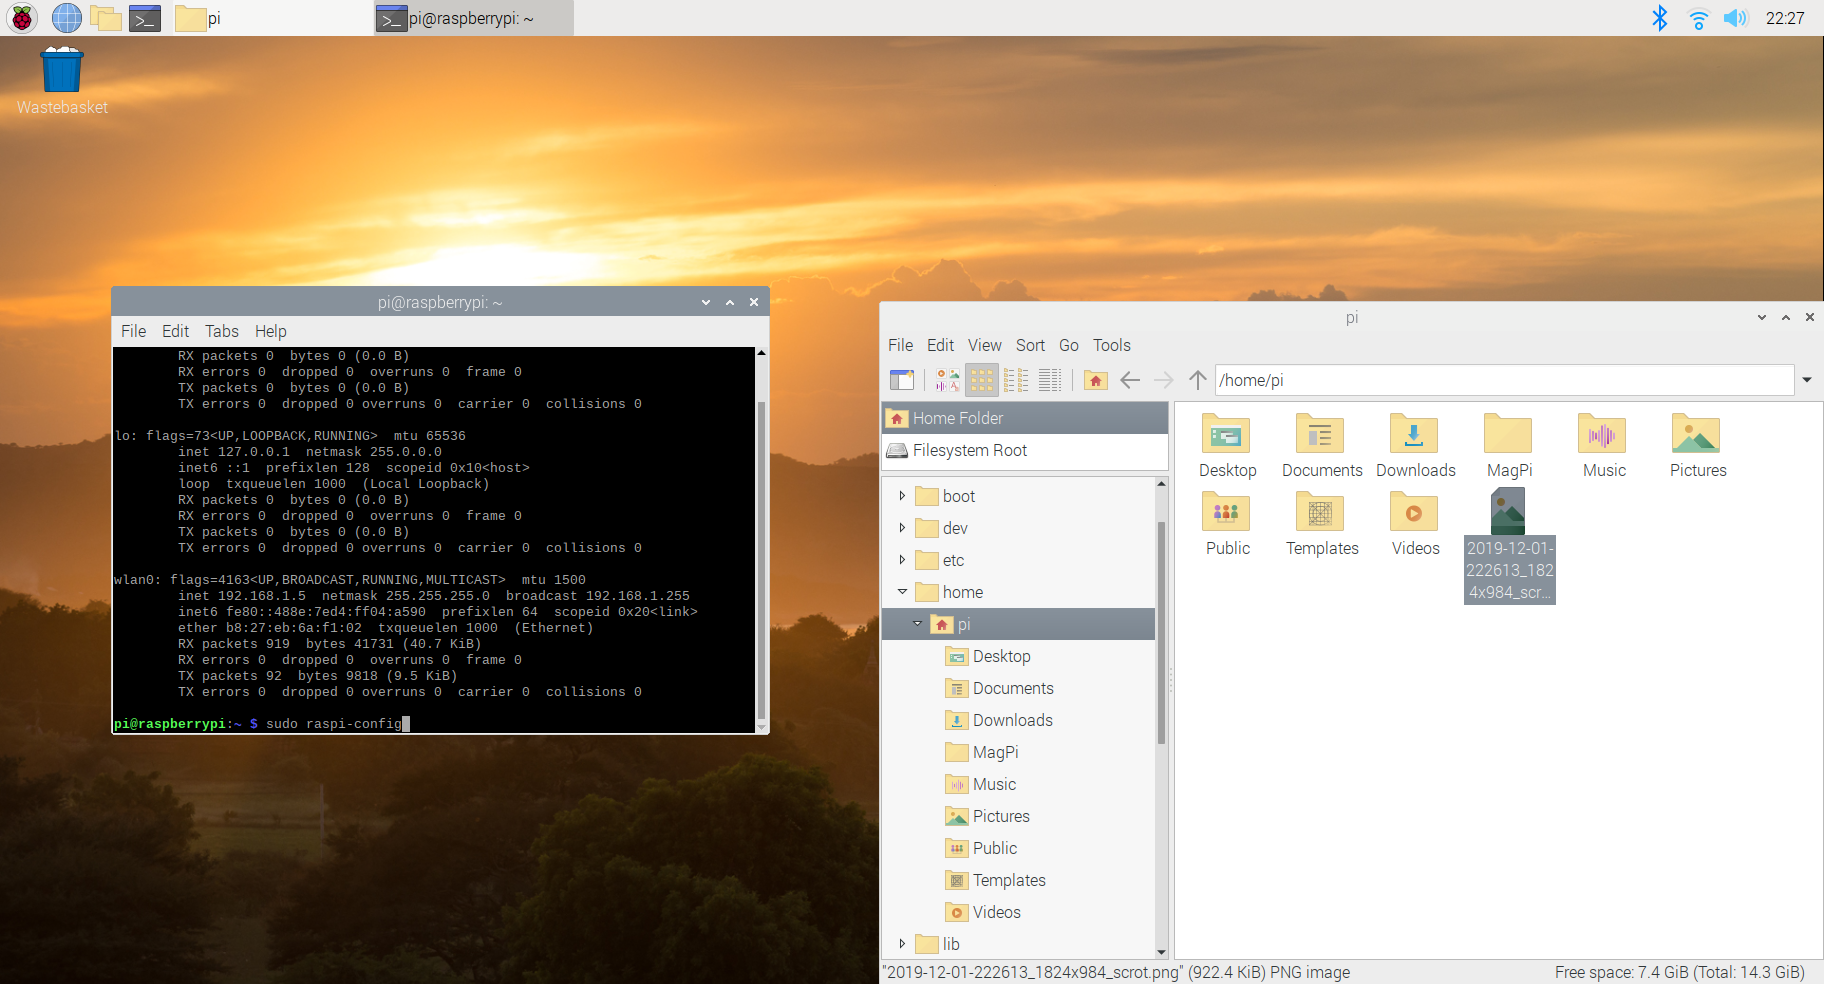 pi
pi@raspberrypi: ~
22:27
Wastebasket
pi@raspberrypi: ~
File Edit Tabs Help
RX packets 0  bytes 0 (0.0 B)
RX errors 0  dropped 0  overruns 0  frame 0
TX packets 0  bytes 0 (0.0 B)
TX errors 0  dropped 0 overruns 0  carrier 0  collisions 0
lo: flags=73<UP,LOOPBACK,RUNNING>  mtu 65536
inet 127.0.0.1  netmask 255.0.0.0
inet6 ::1  prefixlen 128  scopeid 0x10<host>
loop  txqueuelen 1000  (Local Loopback)
RX packets 0  bytes 0 (0.0 B)
RX errors 0  dropped 0  overruns 0  frame 0
TX packets 0  bytes 0 (0.0 B)
TX errors 0  dropped 0 overruns 0  carrier 0  collisions 0
wlan0: flags=4163<UP,BROADCAST,RUNNING,MULTICAST>  mtu 1500
inet 192.168.1.5  netmask 255.255.255.0  broadcast 192.168.1.255
inet6 fe80::488e:7ed4:ff04:a590  prefixlen 64  scopeid 0x20<link>
ether b8:27:eb:6a:f1:02  txqueuelen 1000  (Ethernet)
RX packets 919  bytes 41731 (40.7 KiB)
RX errors 0  dropped 0  overruns 0  frame 0
TX packets 92  bytes 9818 (9.5 KiB)
TX errors 0  dropped 0 overruns 0  carrier 0  collisions 0
pi@raspberrypi:~ $ sudo raspi-config
pi
File Edit View Sort Go Tools
/home/pi
Home Folder
Filesystem Root
boot
dev
etc
home
pi
Desktop
Documents
Downloads
MagPi
Music
Pictures
Public
Templates
Videos
lib
Desktop Documents Downloads MagPi Music Pictures
Public Templates Videos
2019-12-01-
222613_182
4x984_scr...
"2019-12-01-222613_1824x984_scrot.png" (922.4 KiB) PNG image
Free space: 7.4 GiB (Total: 14.3 GiB)